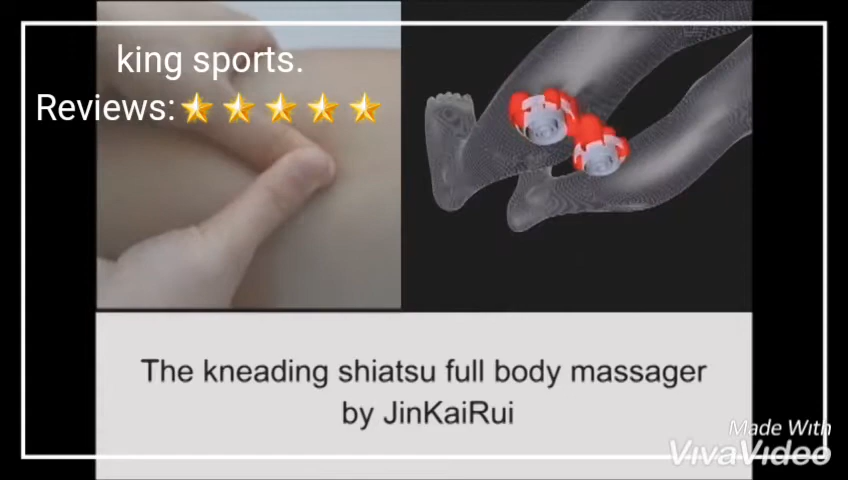 king sports.
Reviews:⭐⭐⭐⭐⭐
The kneading shiatsu full body massager
by JinKaiRui
Made With
VivaVideo